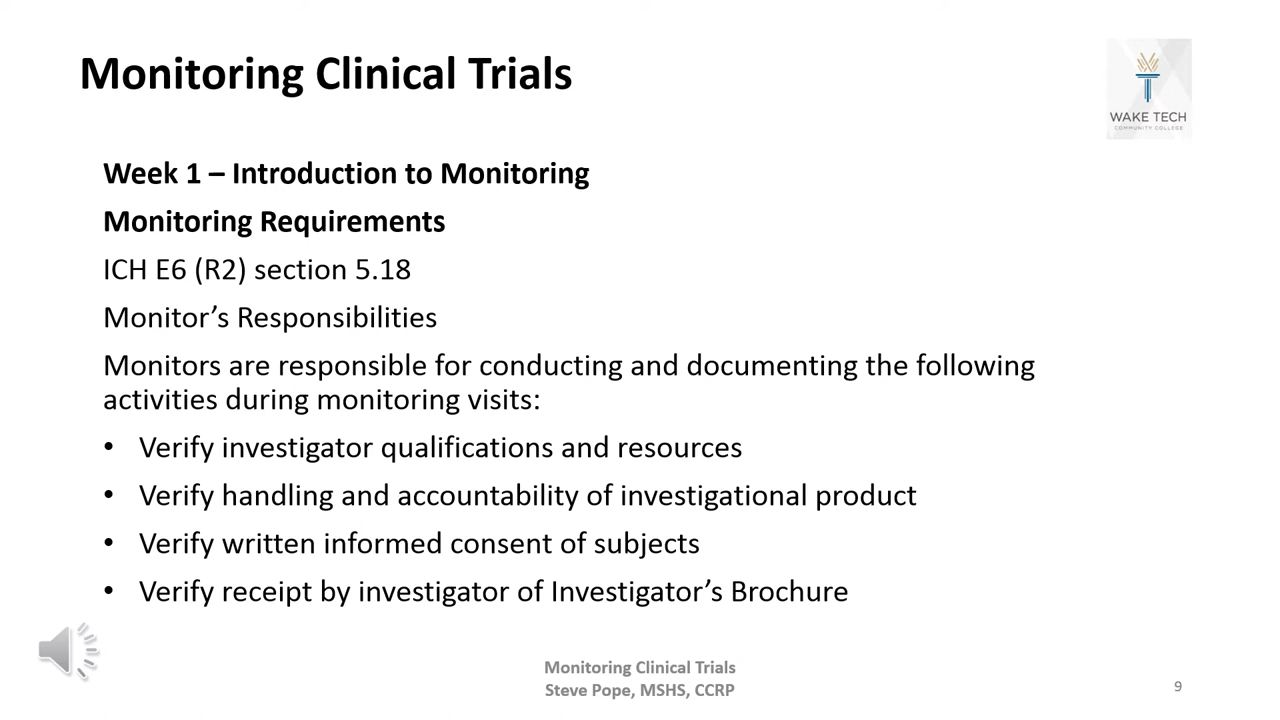 Monitoring Clinical Trials
WAKE TECH
COMMUNITY COLLEGE
Week 1 – Introduction to Monitoring
Monitoring Requirements
ICH E6 (R2) section 5.18
Monitor’s Responsibilities
Monitors are responsible for conducting and documenting the following
activities during monitoring visits:
• Verify investigator qualifications and resources
• Verify handling and accountability of investigational product
• Verify written informed consent of subjects
• Verify receipt by investigator of Investigator’s Brochure
Monitoring Clinical Trials
Steve Pope, MSHS, CCRP
9